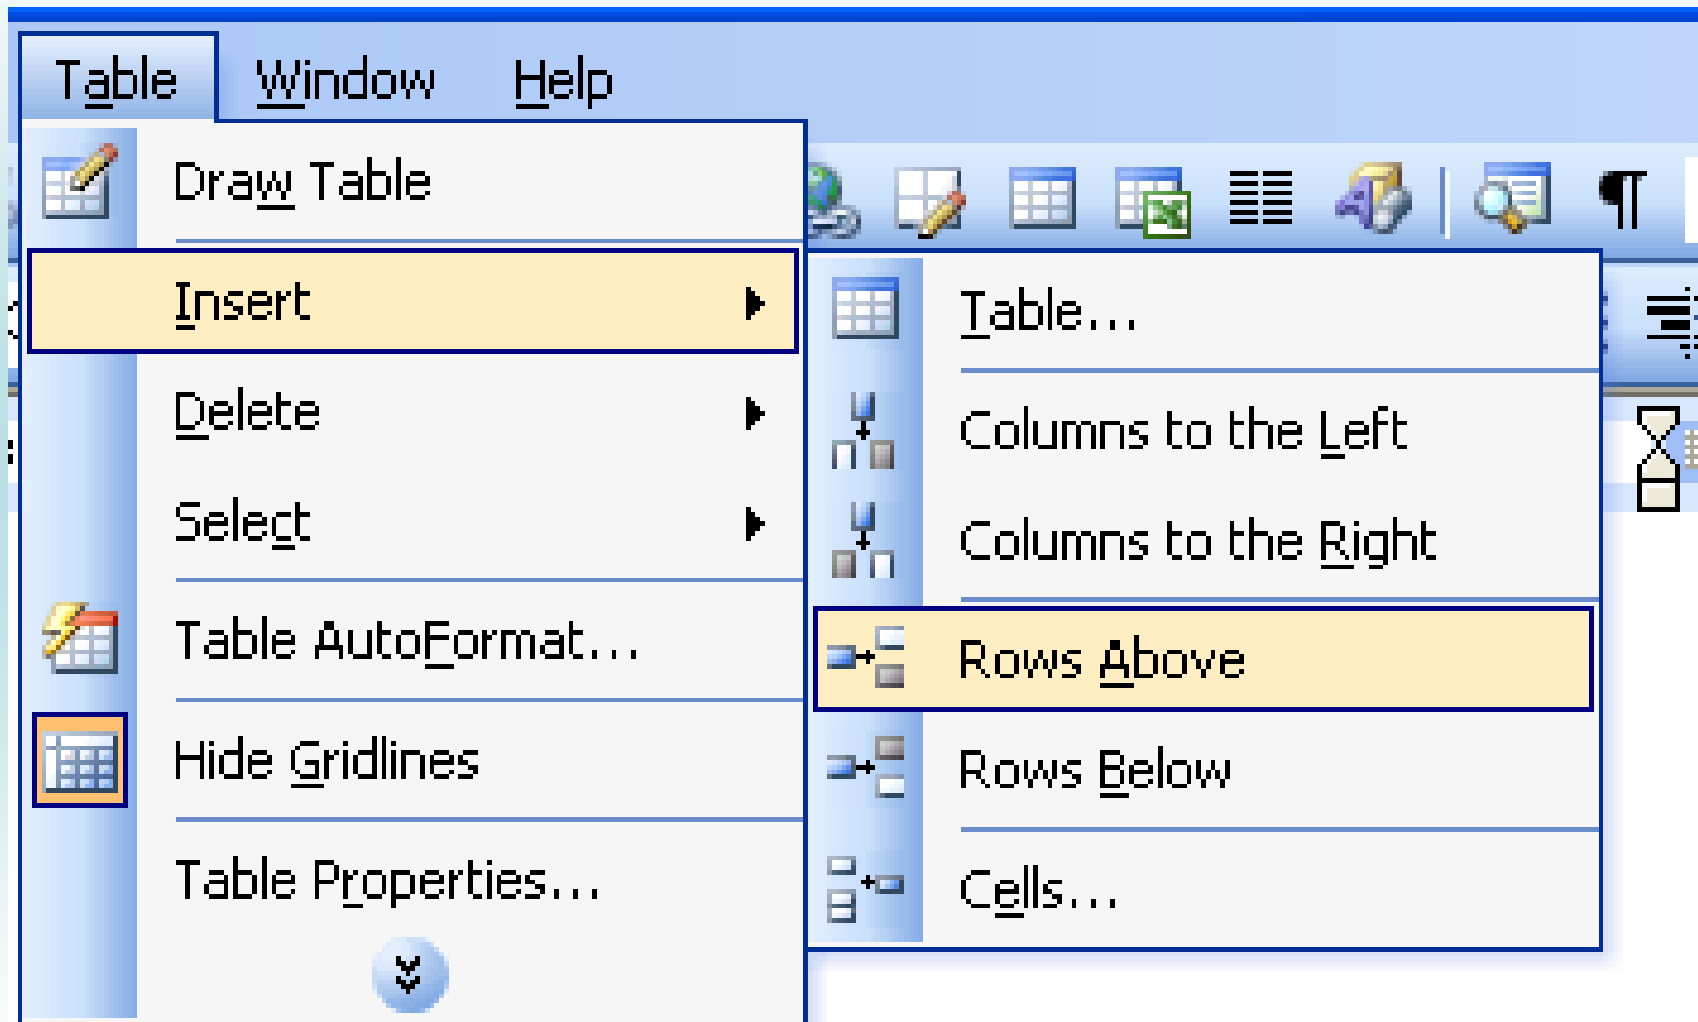 Table Window Help
Draw Table
Insert
Delete
Select
Table AutoFormat...
Hide Gridlines
Table Properties...
Table...
Columns to the Left
Columns to the Right
Rows Above
Rows Below
Cells...